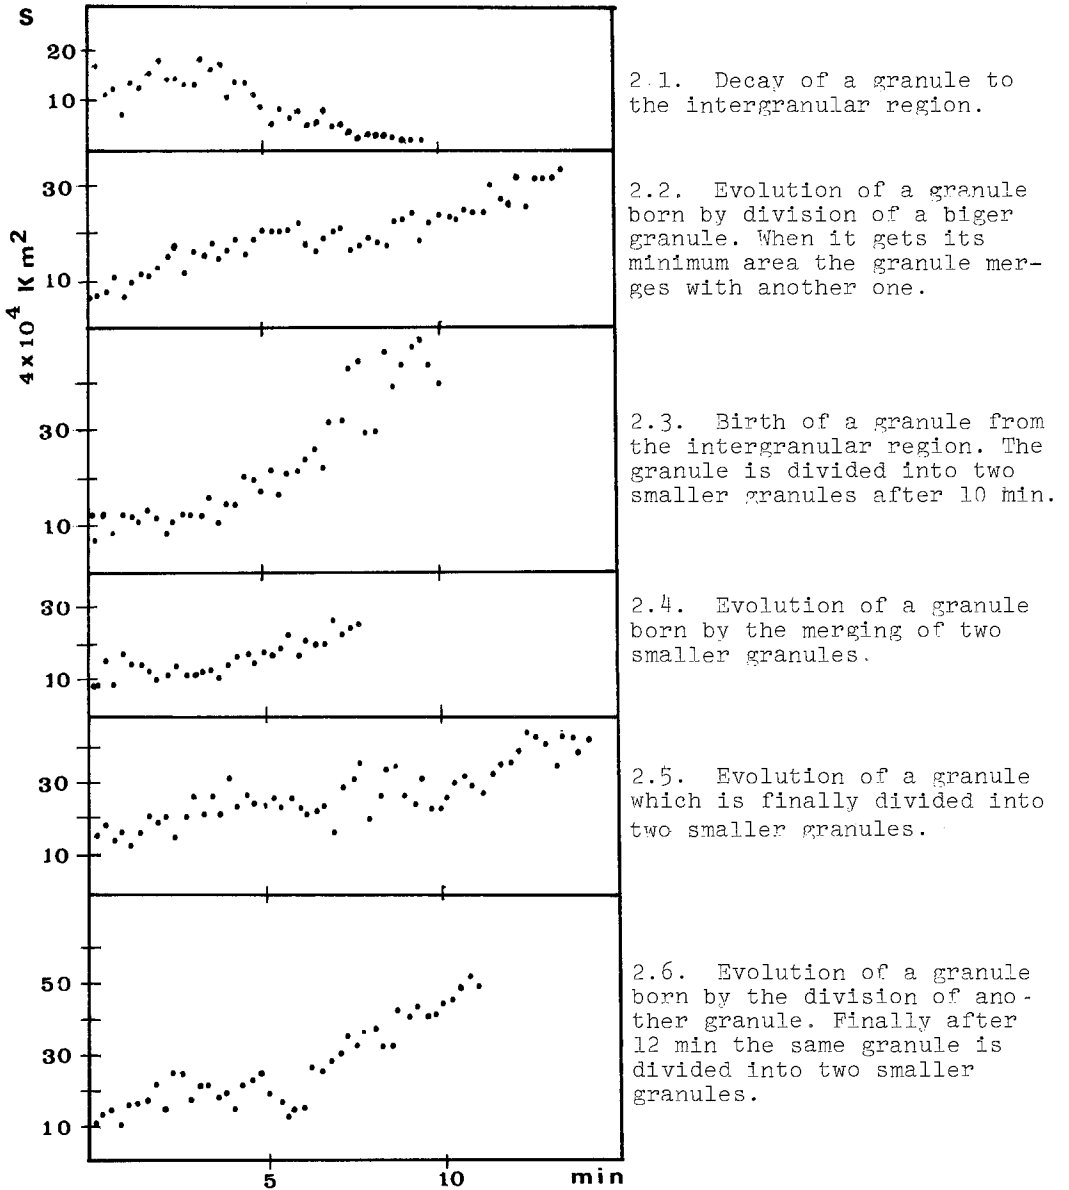 S
20
10
2.1. Decay of a granule to
the intergranular region.
30
10
4 x 10⁴ Km²
2.2. Evolution of a granule
born by division of a biger
granule. When it gets its
minimum area the granule mer-
ges with another one.
30
10
2.3. Birth of a granule from
the intergranular region. The
granule is divided into two
smaller granules after 10 min.
30
10
2.4. Evolution of a granule
born by the merging of two
smaller granules.
30
10
2.5. Evolution of a granule
which is finally divided into
two smaller granules.
50
30
10
2.6. Evolution of a granule
born by the division of ano-
ther granule. Finally after
12 min the same granule is
divided into two smaller
granules.
5 10 min